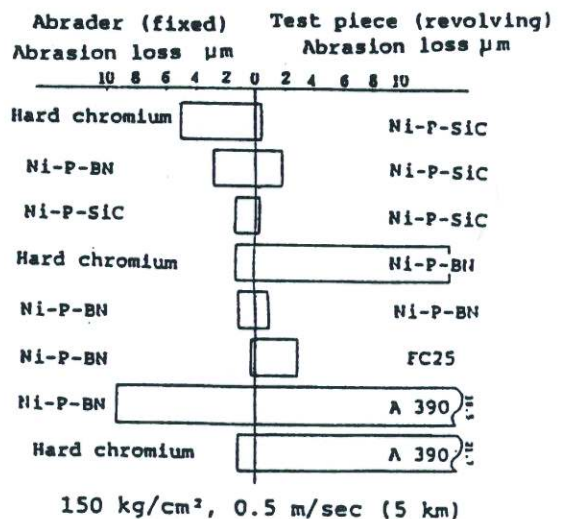 Abrader (fixed) Test piece (revolving)
Abrasion loss μm Abrasion loss μm
10 8 6 4 2 0 2 4 6 8 10
Hard chromium Ni-P-SiC
Ni-P-BN Ni-P-SiC
Ni-P-SiC Ni-P-SiC
Hard chromium Ni-P-BN
Ni-P-BN Ni-P-BN
Ni-P-BN FC25
Ni-P-BN A 390
Hard chromium A 390
150 kg/cm², 0.5 m/sec (5 km)